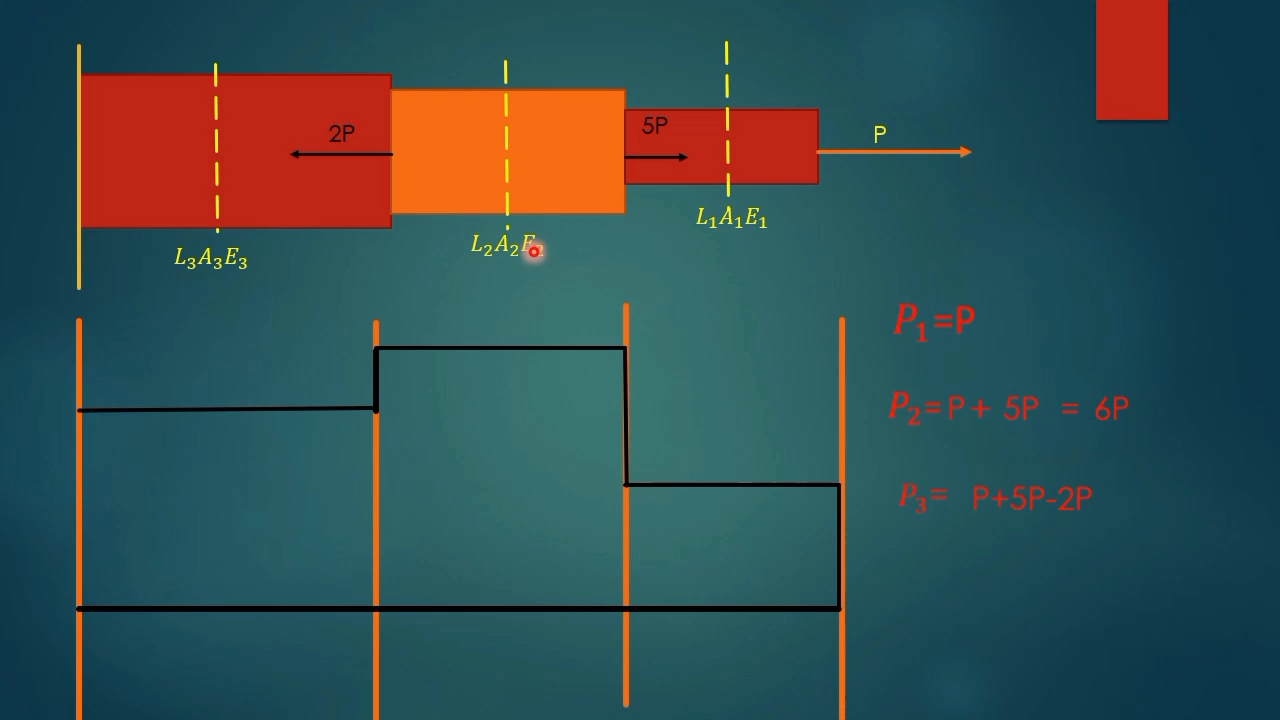 2P
5P
P
L₃A₃E₃
L₂A₂E₂
L₁A₁E₁
P₁=P
P₂=P+ 5P = 6P
P₃= P+5P-2P